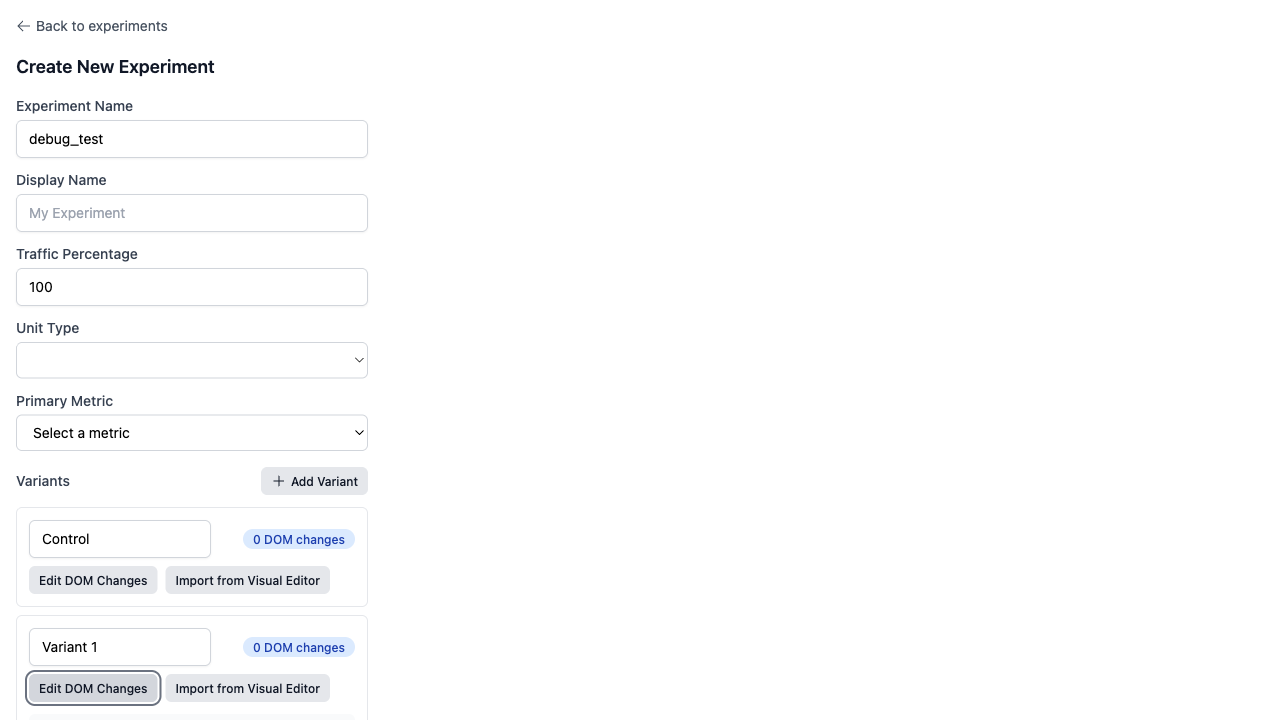 Back to experiments
Create New Experiment
Experiment Name
debug_test
Display Name
My Experiment
Traffic Percentage
100
Unit Type
Primary Metric
Select a metric
Variants
Add Variant
Control
0 DOM changes
Edit DOM Changes
Import from Visual Editor
Variant 1
0 DOM changes
Edit DOM Changes
Import from Visual Editor